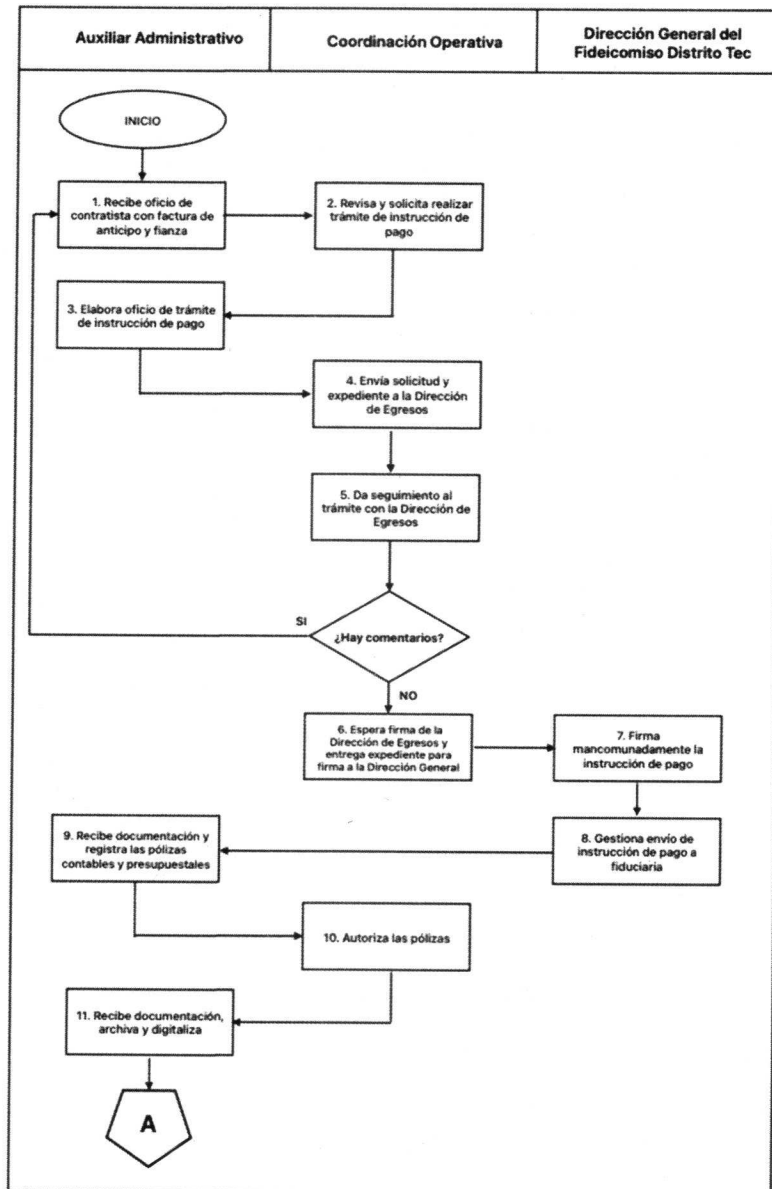 Auxiliar Administrativo
Coordinación Operativa
Dirección General del
Fideicomiso Distrito Tec
INICIO
1. Recibe oficio de
contratista con factura de
anticipo y fianza
2. Revisa y solicita realizar
trámite de instrucción de
pago
3. Elabora oficio de trámite
de instrucción de pago
4. Envía solicitud y
expediente a la Dirección
de Egresos
5. Da seguimiento al
trámite con la Dirección de
Egresos
SI
¿Hay comentarios?
NO
6. Espera firma de la
Dirección de Egresos y
entrega expediente para
firma a la Dirección General
7. Firma
mancomunadamente la
instrucción de pago
8. Gestiona envío de
instrucción de pago a
fiduciaria
9. Recibe documentación y
registra las pólizas
contables y presupuestales
10. Autoriza las pólizas
11. Recibe documentación,
archiva y digitaliza
A